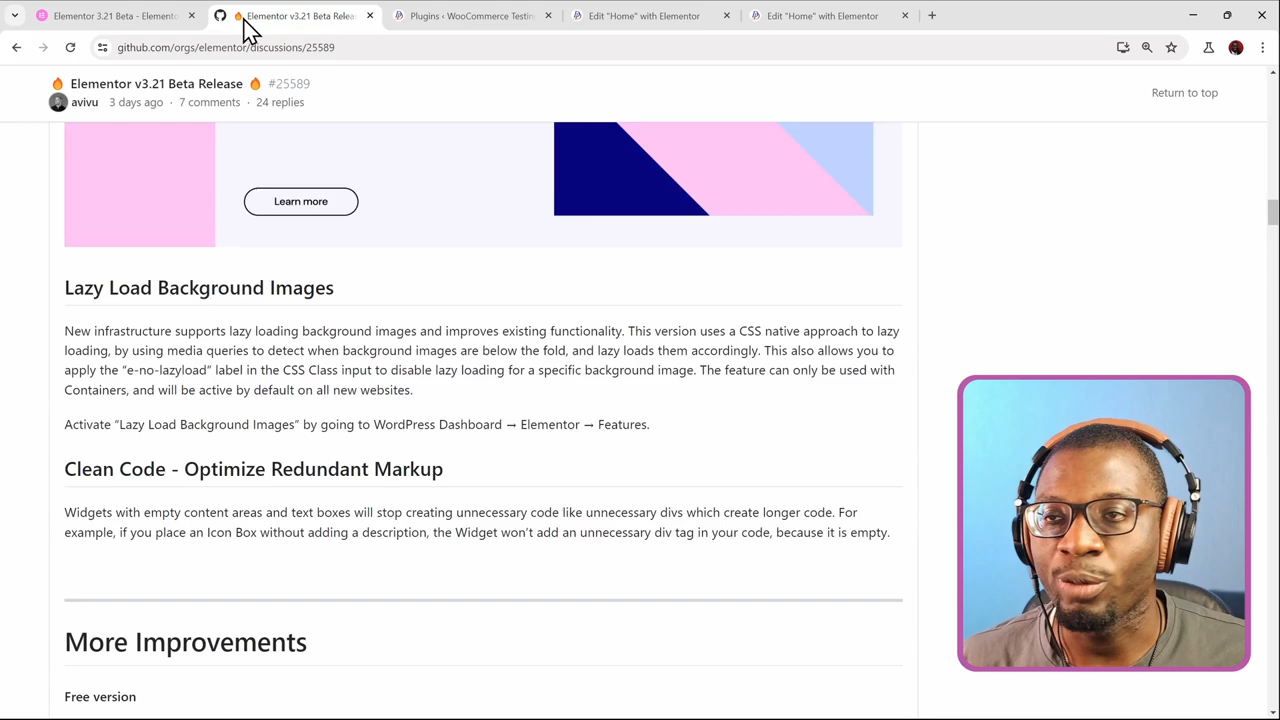 Elementor 3.21 Beta - Elemento
🔥 Elementor v3.21 Beta Relea
Plugins ‹ WooCommerce Testin
Edit "Home" with Elementor
Edit "Home" with Elementor
github.com/orgs/elementor/discussions/25589
🔥 Elementor v3.21 Beta Release 🔥 #25589
avivu 3 days ago · 7 comments · 24 replies
Return to top
Learn more
Lazy Load Background Images
New infrastructure supports lazy loading background images and improves existing functionality. This version uses a CSS native approach to lazy
loading, by using media queries to detect when background images are below the fold, and lazy loads them accordingly. This also allows you to
apply the “e-no-lazyload” label in the CSS Class input to disable lazy loading for a specific background image. The feature can only be used with
Containers, and will be active by default on all new websites.
Activate “Lazy Load Background Images” by going to WordPress Dashboard → Elementor → Features.
Clean Code - Optimize Redundant Markup
Widgets with empty content areas and text boxes will stop creating unnecessary code like unnecessary divs which create longer code. For
example, if you place an Icon Box without adding a description, the Widget won’t add an unnecessary div tag in your code, because it is empty.
More Improvements
Free version